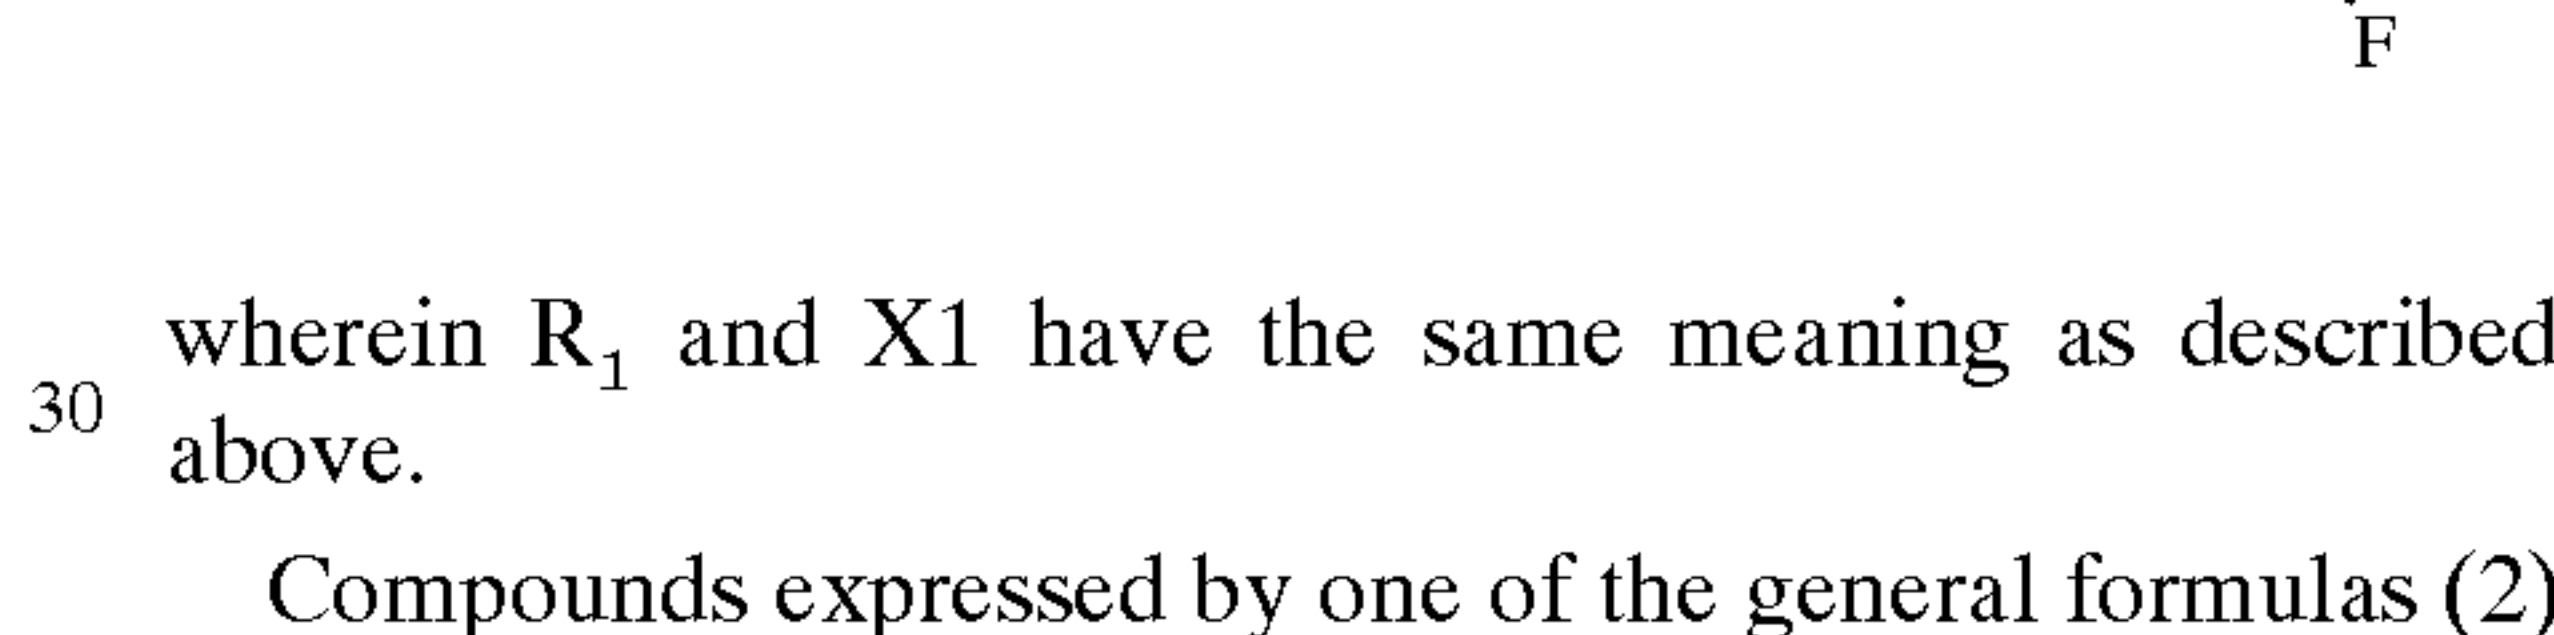 F
wherein R₁ and X1 have the same meaning as described
30
above.
Compounds expressed by one of the general formulas (2)